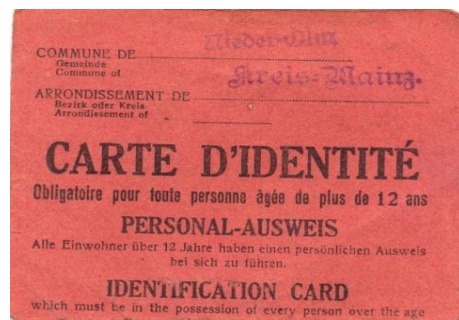 COMMUNE DE
Nieder-Olm
Gemeinde
Commune of
Kreis-Mainz.
ARRONDISSEMENT DE
Bezirk oder Kreis
Arrondissement of
CARTE D'IDENTITÉ
Obligatoire pour toute personne âgée de plus de 12 ans
PERSONAL-AUSWEIS
Alle Einwohner über 12 Jahre haben einen persönlichen Ausweis
bei sich zu führen.
IDENTIFICATION CARD
which must be in the possession of every person over the age